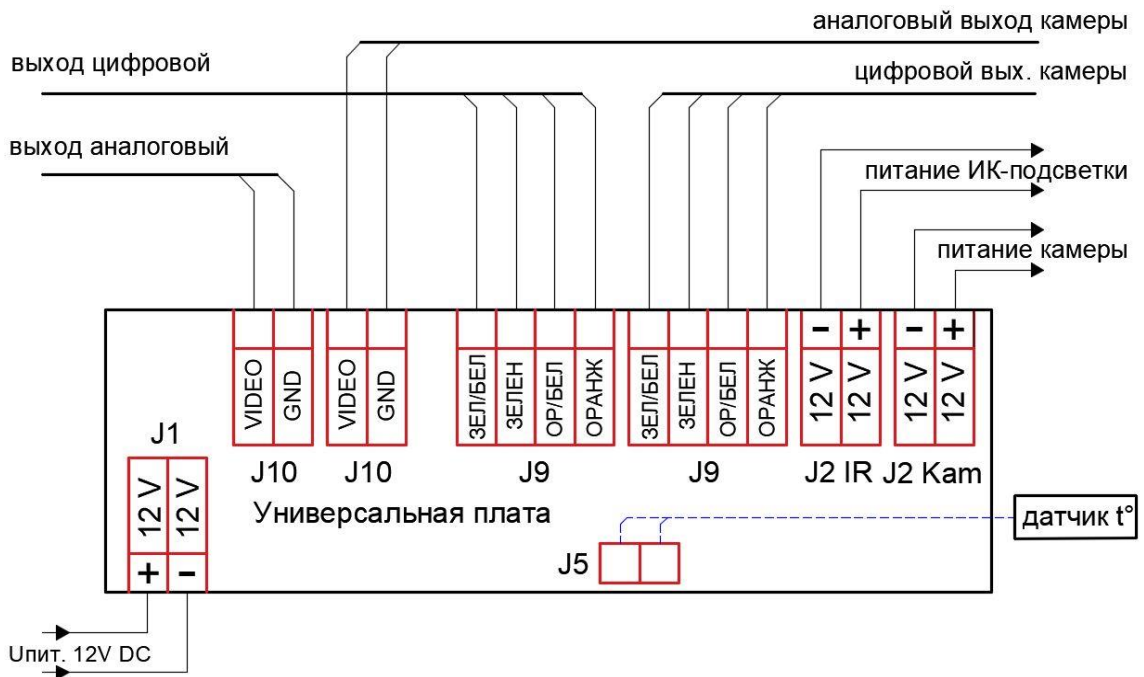 аналоговый выход камеры
выход цифровой
цифровой вых. камеры
выход аналоговый
питание ИК-подсветки
питание камеры
VIDEO
GND
VIDEO
GND
ЗЕЛ/БЕЛ
ЗЕЛЕН
ОР/БЕЛ
ОРАНЖ
ЗЕЛ/БЕЛ
ЗЕЛЕН
ОР/БЕЛ
ОРАНЖ
− + − +
12 V
12 V
12 V
12 V
J1
J10 J10 J9 J9 J2 IR J2 Kam
12 V
12 V
Универсальная плата
датчик t°
J5
+ −
Uпит. 12V DC